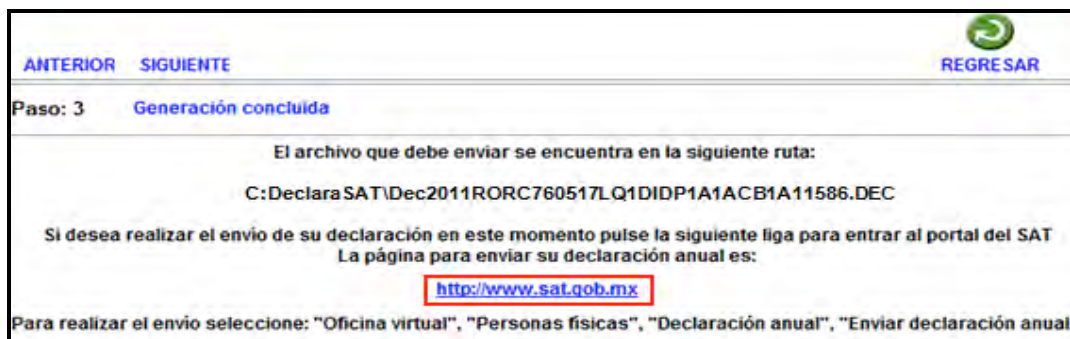 ANTERIOR SIGUIENTE REGRESAR
Paso: 3 Generación concluida
El archivo que debe enviar se encuentra en la siguiente ruta:
C:DeclaraSAT\Dec2011RORC760517LQ1DIDP1A1ACB1A11586.DEC
Si desea realizar el envío de su declaración en este momento pulse la siguiente liga para entrar al portal del SAT
La página para enviar su declaración anual es:
http://www.sat.gob.mx
Para realizar el envío seleccione: "Oficina virtual", "Personas físicas", "Declaración anual", "Enviar declaración anual